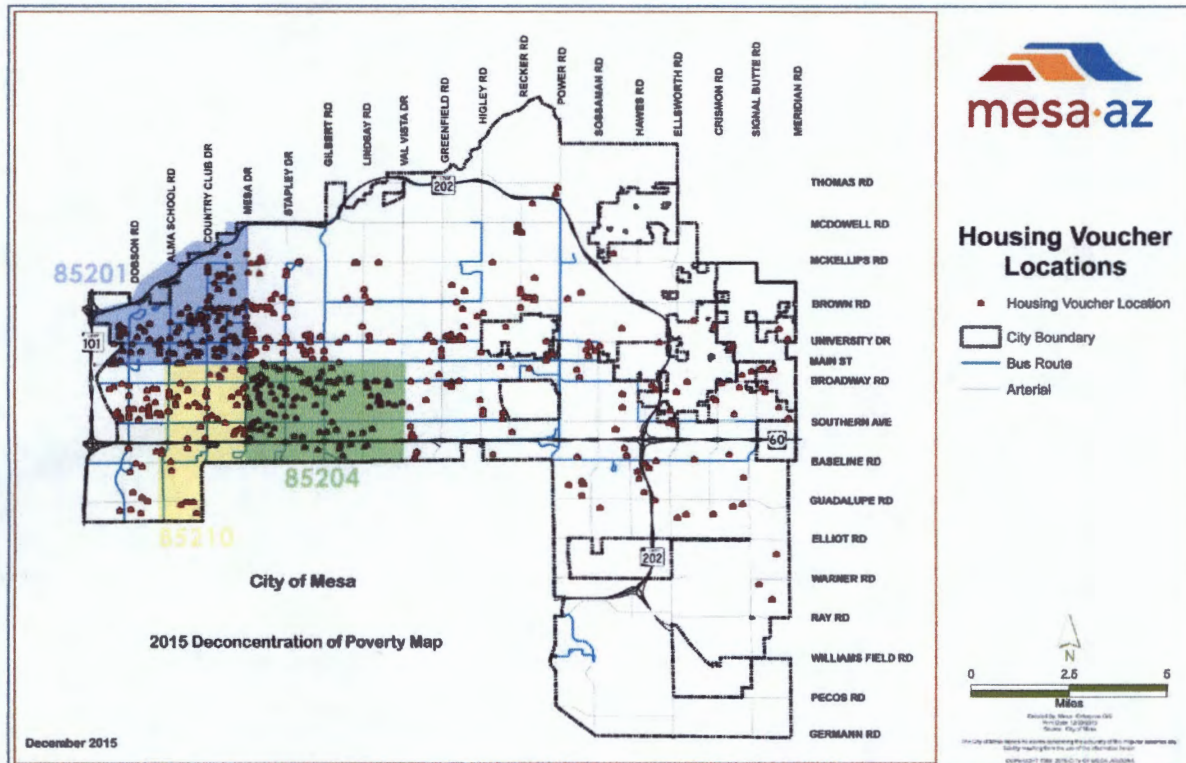 DOBSON RD
ALMA SCHOOL RD
COUNTRY CLUB DR
MESA DR
STAPLEY DR
GILBERT RD
LINDSAY RD
VAL VISTA DR
GREENFIELD RD
HIGLEY RD
RECKER RD
POWER RD
SOSSAMAN RD
HAWES RD
ELLSWORTH RD
CRISMON RD
SIGNAL BUTTE RD
MERIDIAN RD
THOMAS RD
MCDOWELL RD
MCKELLIPS RD
BROWN RD
UNIVERSITY DR
MAIN ST
BROADWAY RD
SOUTHERN AVE
BASELINE RD
GUADALUPE RD
ELLIOT RD
WARNER RD
RAY RD
WILLIAMS FIELD RD
PECOS RD
GERMANN RD
202
85201
101
60
85204
85210
202
City of Mesa
2015 Deconcentration of Poverty Map
December 2015
mesa·az
Housing Voucher
Locations
Housing Voucher Location
City Boundary
Bus Route
Arterial
N
0 2.5 5
Miles
Source: City of Mesa